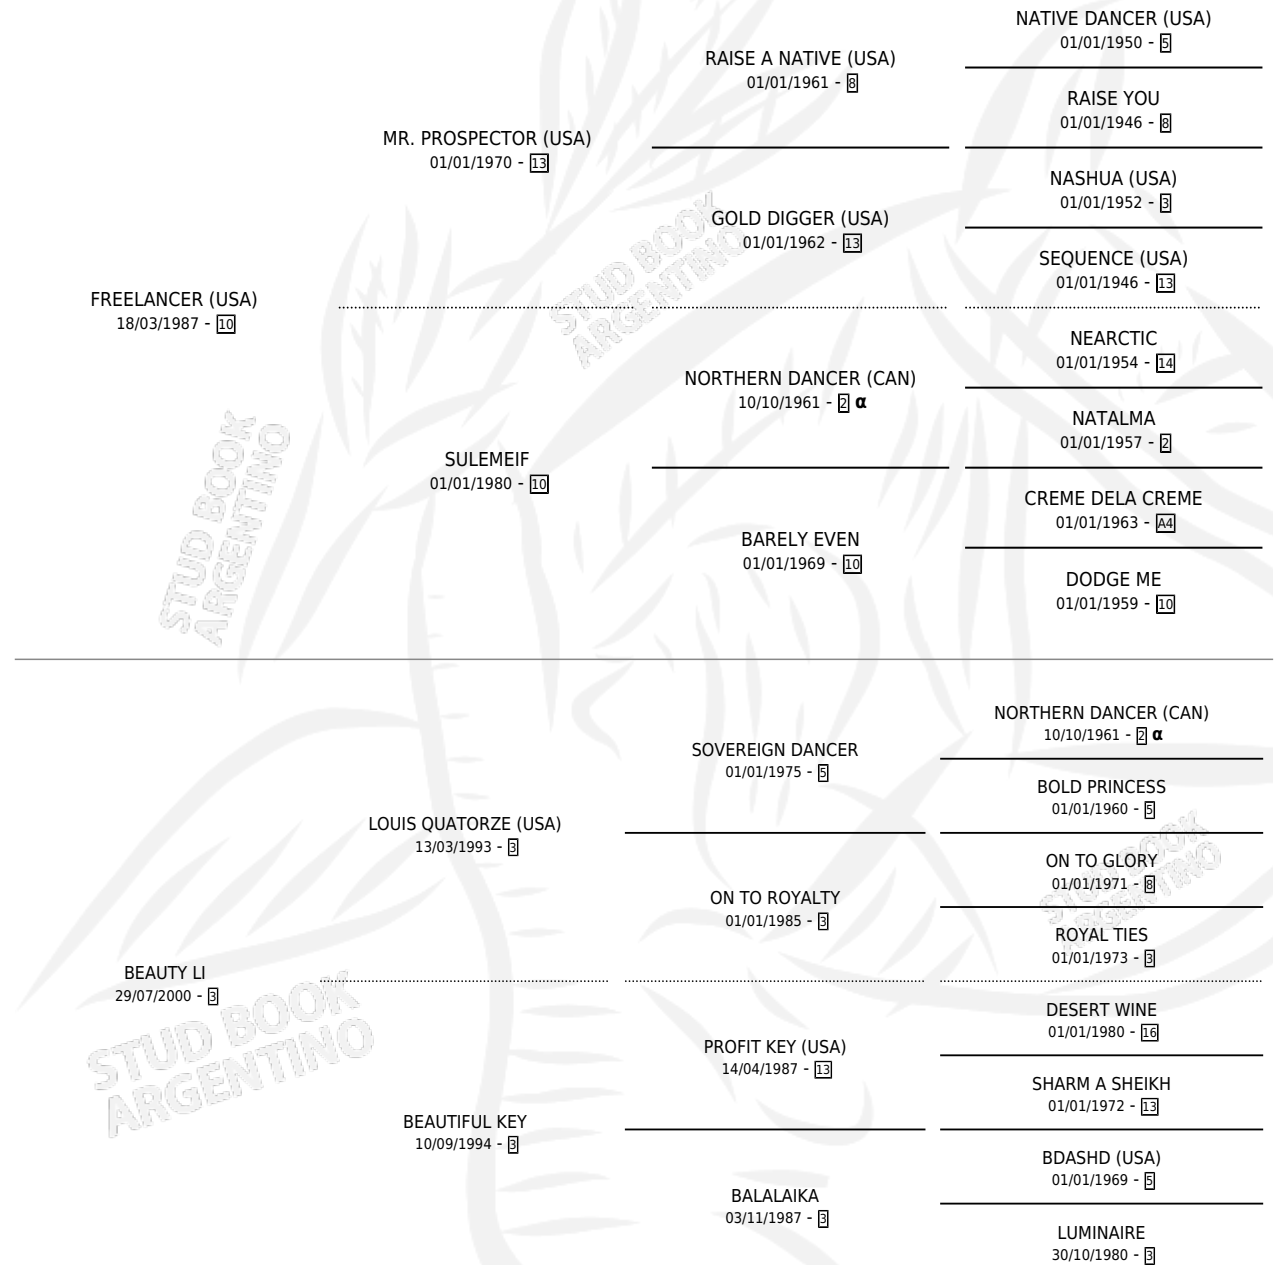 NATIVE DANCER (USA)
01/01/1950 - 5
RAISE A NATIVE (USA)
01/01/1961 - 8
RAISE YOU
01/01/1946 - 8
MR. PROSPECTOR (USA)
01/01/1970 - 13
NASHUA (USA)
01/01/1952 - 3
GOLD DIGGER (USA)
01/01/1962 - 13
SEQUENCE (USA)
01/01/1946 - 13
STUD BOOK
ARGENTINO
FREELANCER (USA)
18/03/1987 - 10
NEARCTIC
01/01/1954 - 14
NORTHERN DANCER (CAN)
10/10/1961 - 2 α
NATALMA
01/01/1957 - 2
SULEMEIF
01/01/1980 - 10
CREME DELA CREME
01/01/1963 - A4
BARELY EVEN
01/01/1969 - 10
DODGE ME
01/01/1959 - 10
STUD BOOK
ARGENTINO
NORTHERN DANCER (CAN)
10/10/1961 - 2 α
SOVEREIGN DANCER
01/01/1975 - 5
BOLD PRINCESS
01/01/1960 - 5
LOUIS QUATORZE (USA)
13/03/1993 - 3
ON TO GLORY
01/01/1971 - 8
ON TO ROYALTY
01/01/1985 - 3
ROYAL TIES
01/01/1973 - 3
STUD BOOK
ARGENTINO
BEAUTY LI
29/07/2000 - 3
DESERT WINE
01/01/1980 - 16
PROFIT KEY (USA)
14/04/1987 - 13
SHARM A SHEIKH
01/01/1972 - 13
STUD BOOK
ARGENTINO
BEAUTIFUL KEY
10/09/1994 - 3
BDASHD (USA)
01/01/1969 - 5
BALALAIKA
03/11/1987 - 3
LUMINAIRE
30/10/1980 - 3